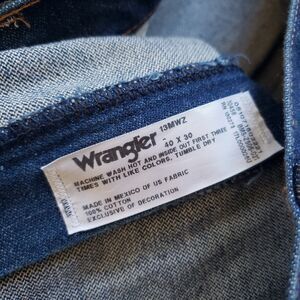 Wrangler
13MWZ
40 X 30
MACHINE WASH HOT AND INSIDE OUT FIRST THREE
TIMES WITH LIKE COLORS, TUMBLE DRY
MADE IN MEXICO OF US FABRIC
100% COTTON
EXCLUSIVE OF DECORATION